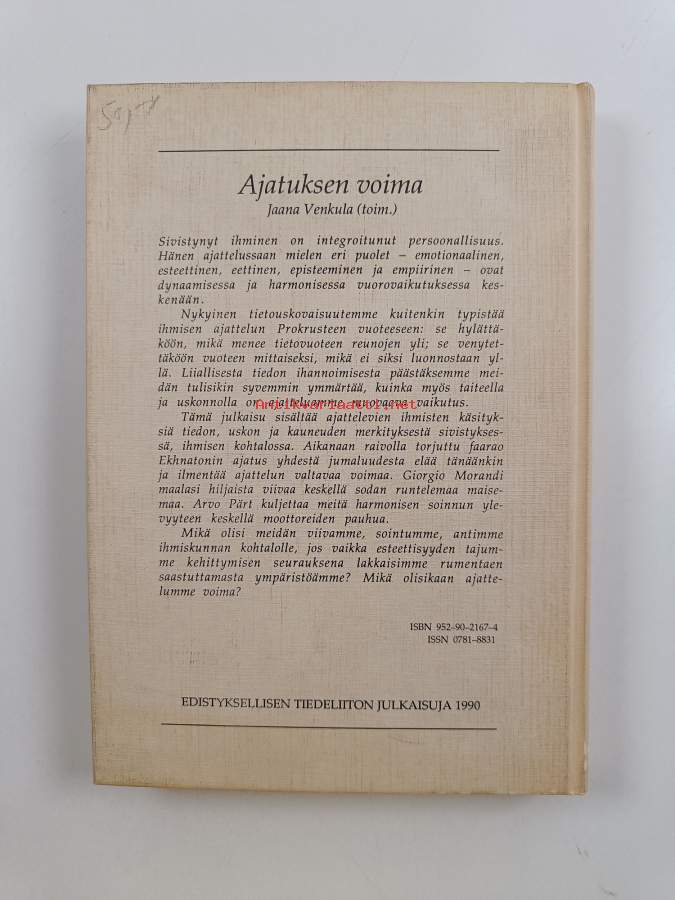 Ajatuksen voima
Jaana Venkula (toim.)
Sivistynyt ihminen on integroitunut persoonallisuus.
Hänen ajattelussaan mielen eri puolet – emotionaalinen,
esteettinen, eettinen, episteeminen ja empiirinen – ovat
dynaamisessa ja harmonisessa vuorovaikutuksessa kes-
kenään.
Nykyinen tietouskovaisuutemme kuitenkin typistää
ihmisen ajattelun Prokrusteen vuoteeseen: se hylättä-
köön, mikä menee tietovuoteen reunojen yli; se venytet-
täköön vuoteen mittaiseksi, mikä ei siksi luonnostaan yl-
lä. Liiallisesta tiedon ihannoimisesta päästäksemme mei-
dän tulisikin syvemmin ymmärtää, kuinka myös taiteella
ja uskonnolla on ajatteluamme muovaava vaikutus.
Antikvariaatti.net
Tämä julkaisu sisältää ajattelevien ihmisten käsityk-
siä tiedon, uskon ja kauneuden merkityksestä sivistykses-
sä, ihmisen kohtalossa. Aikanaan raivolla torjuttu faarao
Ekhnatonin ajatus yhdestä jumaluudesta elää tänäänkin
ja ilmentää ajattelun valtavaa voimaa. Giorgio Morandi
maalasi hiljaista viivaa keskellä sodan runtelemaa maise-
maa. Arvo Pärt kuljettaa meitä harmonisen soinnun yle-
vyyteen keskellä moottoreiden pauhua.
Mikä olisi meidän viivamme, sointumme, antimme
ihmiskunnan kohtalolle, jos vaikka esteettisyyden tajum-
me kehittymisen seurauksena lakkaisimme rumentaen
saastuttamasta ympäristöämme? Mikä olisikaan ajatte-
lumme voima?
ISBN 952–90–2167–4
ISSN 0781–8831
EDISTYKSELLISEN TIEDELIITON JULKAISUJA 1990